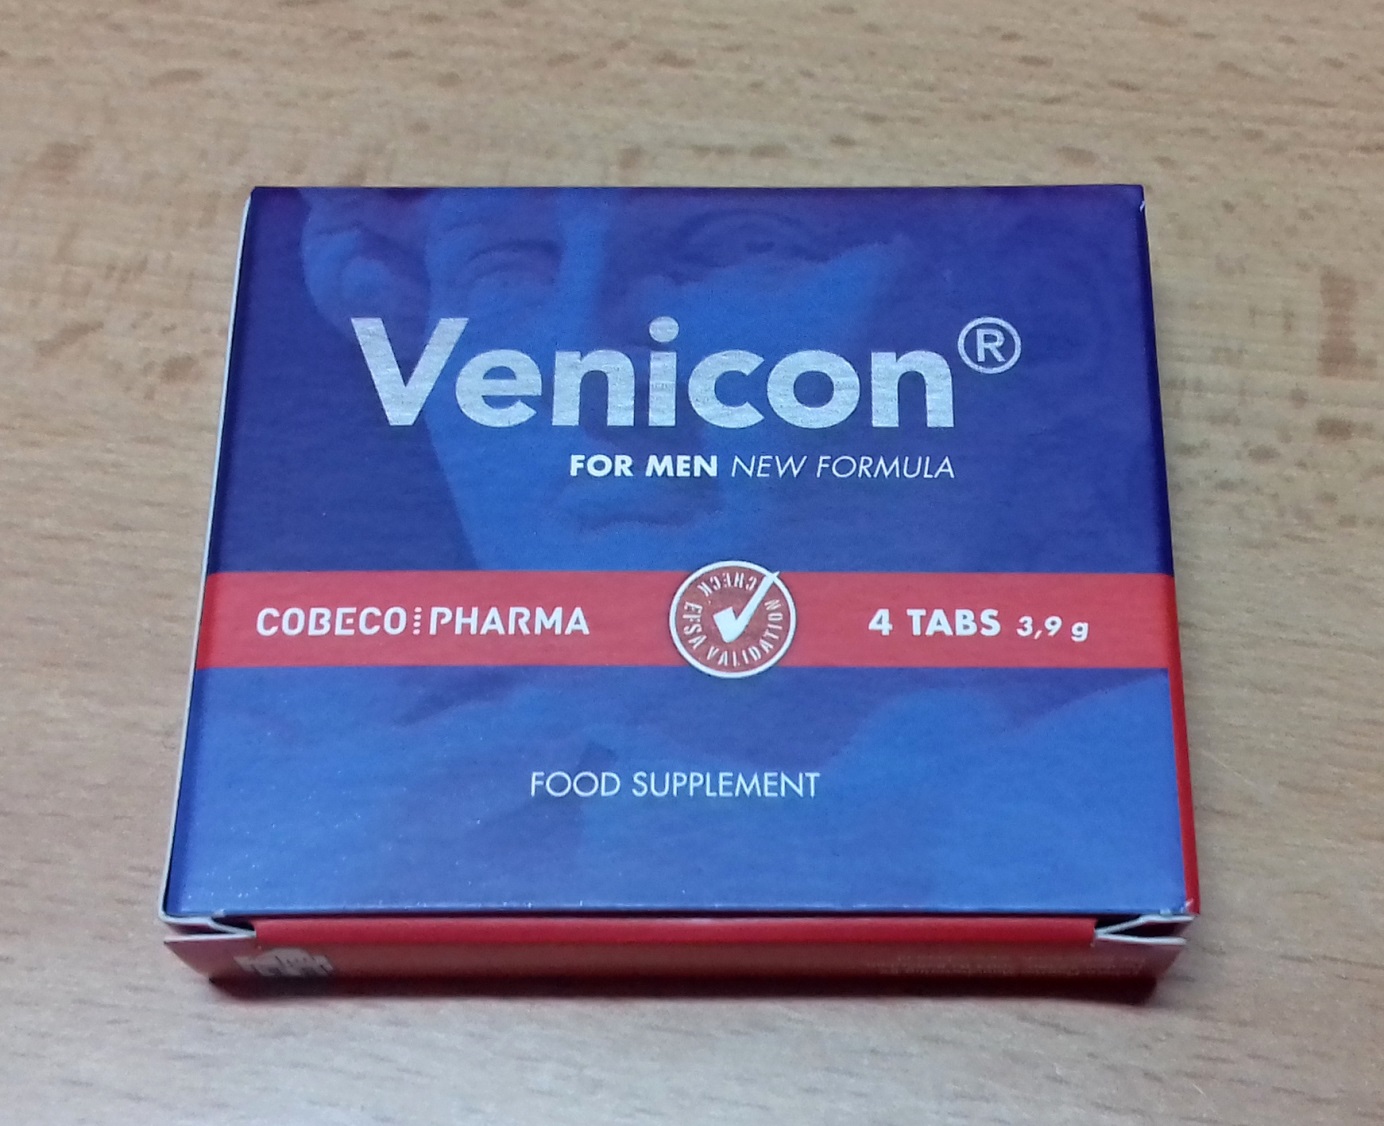 Venicon®
FOR MEN NEW FORMULA
COBECO PHARMA
CHECK EFSA VALIDATION
4 TABS 3,9 g
FOOD SUPPLEMENT